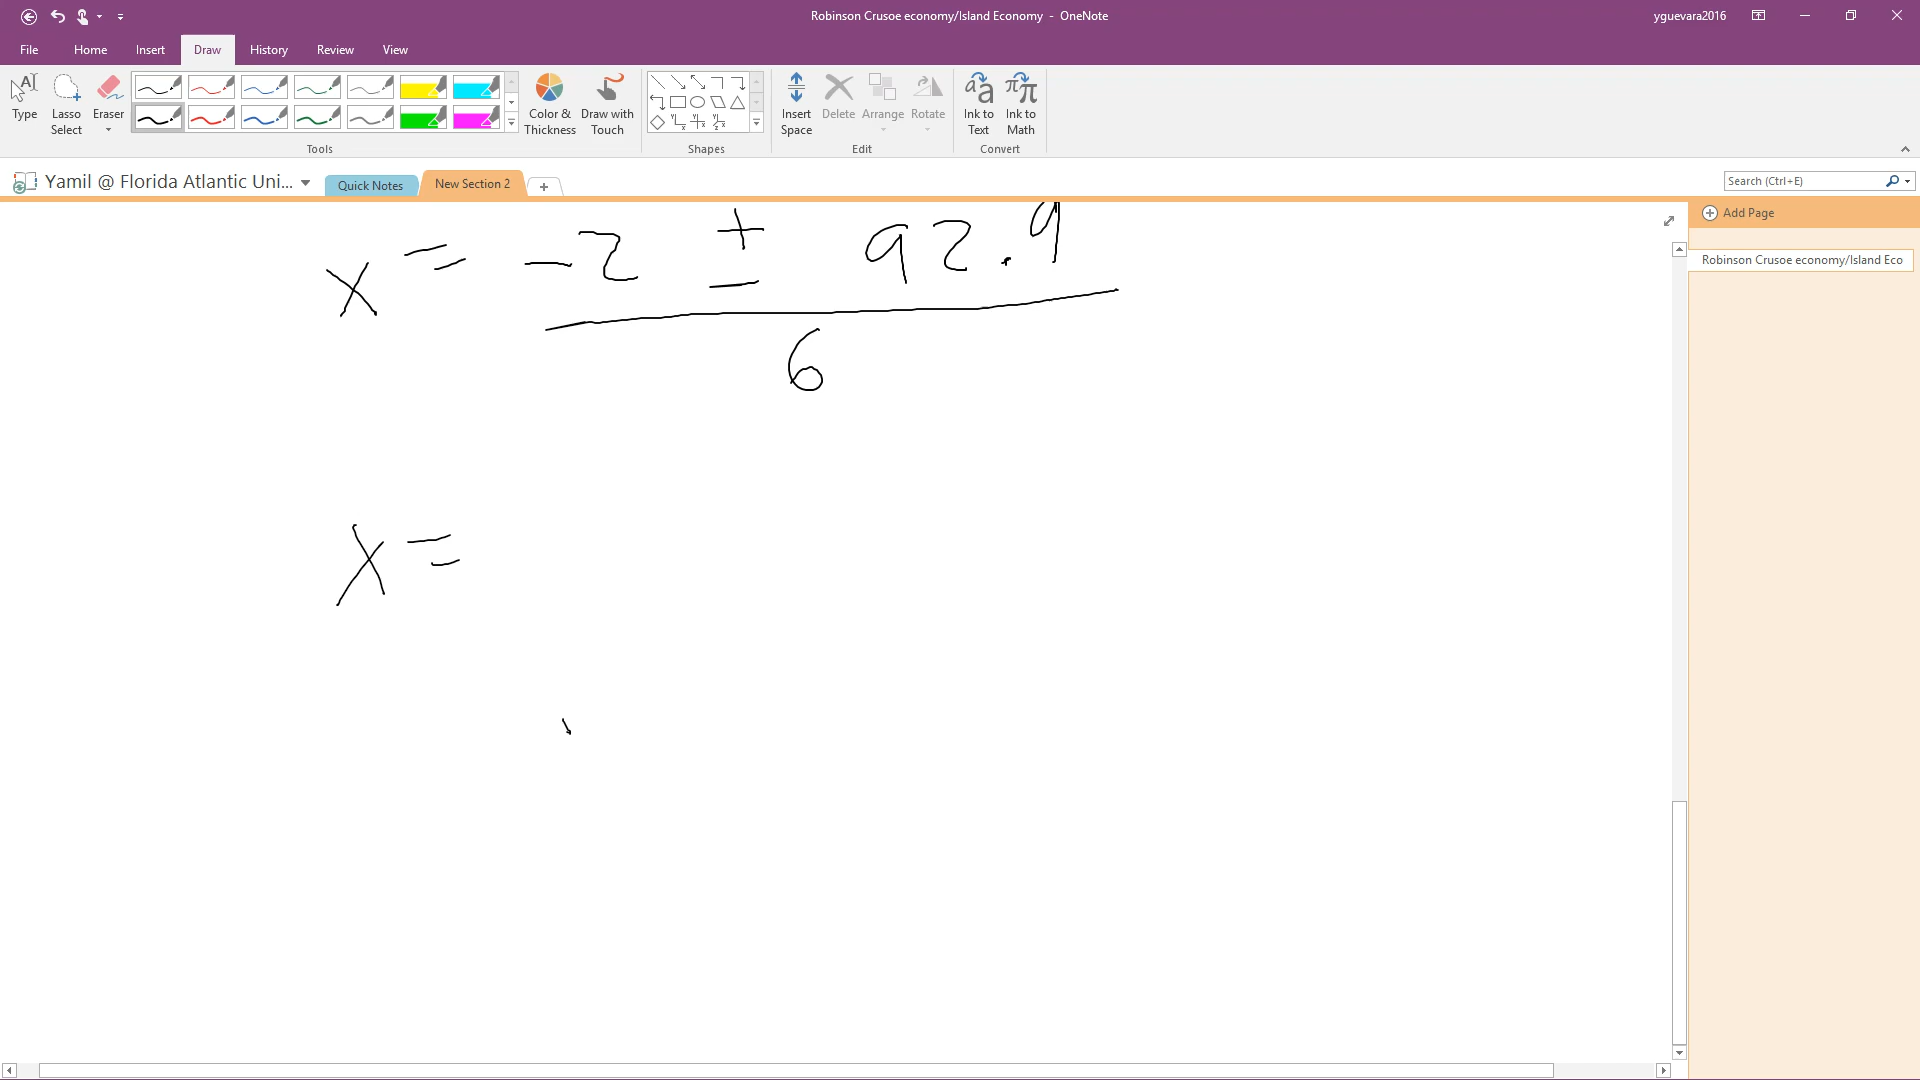 Robinson Crusoe economy/Island Economy - OneNote
yguevara2016
File Home Insert Draw History Review View
Type
Lasso Select
Eraser
Color & Thickness
Draw with Touch
Insert Space
Delete
Arrange
Rotate
Ink to Text
Ink to Math
Tools Shapes Edit Convert
Yamil @ Florida Atlantic Uni...
Quick Notes
New Section 2
Search (Ctrl+E)
Add Page
Robinson Crusoe economy/Island Eco
x = -2 ± 92.9
6
x =